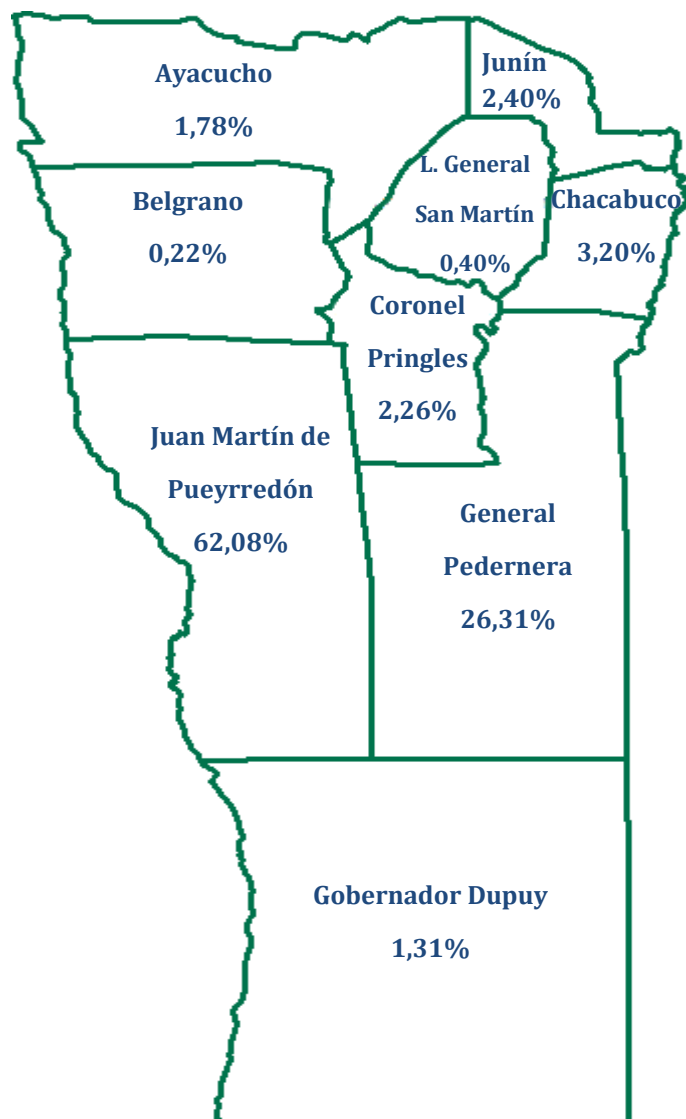 Ayacucho
1,78%
Junín
2,40%
L. General
San Martín
0,40%
Chacabuco
3,20%
Belgrano
0,22%
Coronel
Pringles
2,26%
Juan Martín de
Pueyrredón
62,08%
General
Pedernera
26,31%
Gobernador Dupuy
1,31%